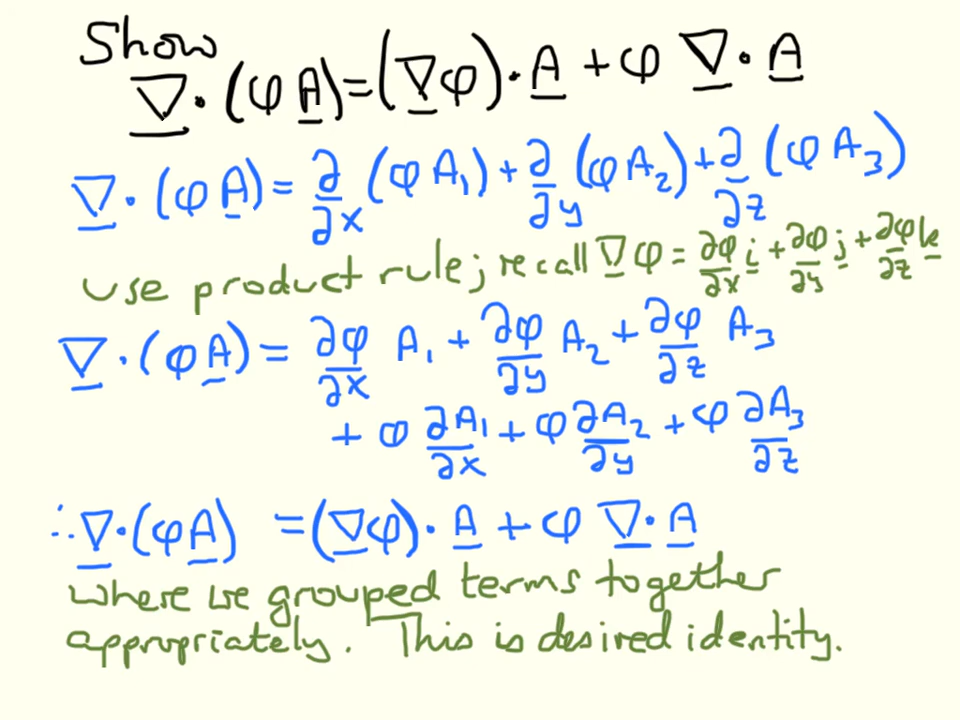 Show
∇·(φA)=(∇φ)·A+φ ∇·A
∇·(φA)=∂/∂x(φA₁)+∂/∂y(φA₂)+∂/∂z(φA₃)
use product rule; recall ∇φ=∂φ/∂x i+∂φ/∂y j+∂φ/∂z k
∇·(φA)=∂φ/∂x A₁+∂φ/∂y A₂+∂φ/∂z A₃
+φ ∂A₁/∂x+φ ∂A₂/∂y+φ ∂A₃/∂z
∴∇·(φA) =(∇φ)·A+φ ∇·A
where we grouped terms together
appropriately. This is desired identity.